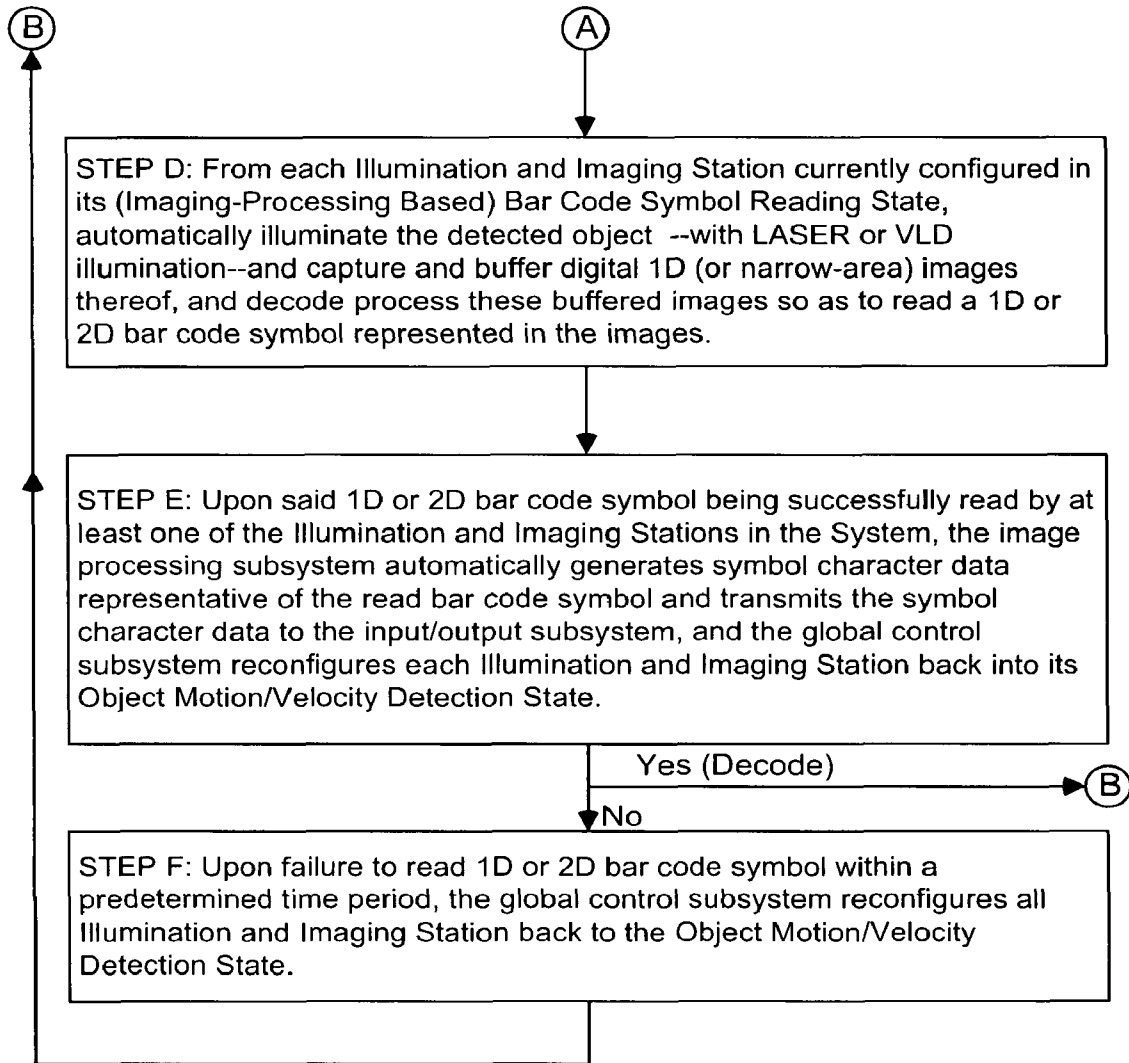 B
A
STEP D: From each Illumination and Imaging Station currently configured in
its (Imaging-Processing Based) Bar Code Symbol Reading State,
automatically illuminate the detected object --with LASER or VLD
illumination--and capture and buffer digital 1D (or narrow-area) images
thereof, and decode process these buffered images so as to read a 1D or
2D bar code symbol represented in the images.
STEP E: Upon said 1D or 2D bar code symbol being successfully read by at
least one of the Illumination and Imaging Stations in the System, the image
processing subsystem automatically generates symbol character data
representative of the read bar code symbol and transmits the symbol
character data to the input/output subsystem, and the global control
subsystem reconfigures each Illumination and Imaging Station back into its
Object Motion/Velocity Detection State.
Yes (Decode)
B
No
STEP F: Upon failure to read 1D or 2D bar code symbol within a
predetermined time period, the global control subsystem reconfigures all
Illumination and Imaging Station back to the Object Motion/Velocity
Detection State.